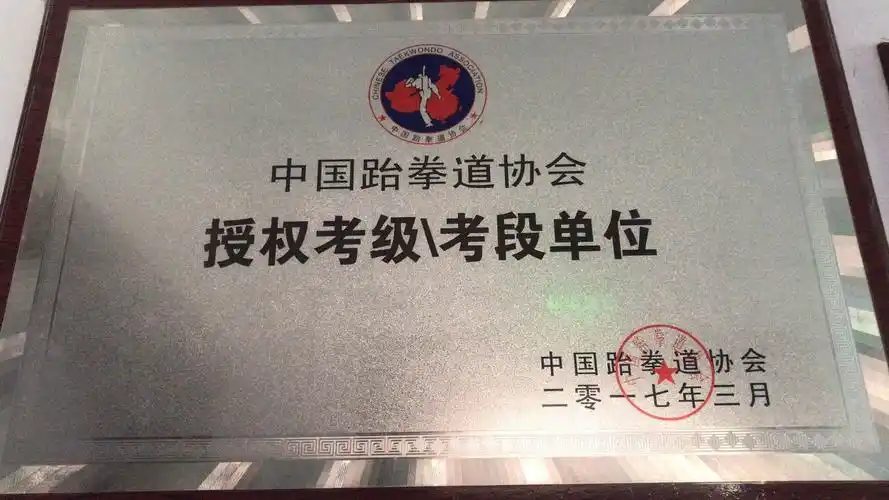 CHINESE TAEKWONDO ASSOCIATION
中国跆拳道协会
中国跆拳道协会
授权考级\考段单位
中国跆拳道协会
二零一七年三月